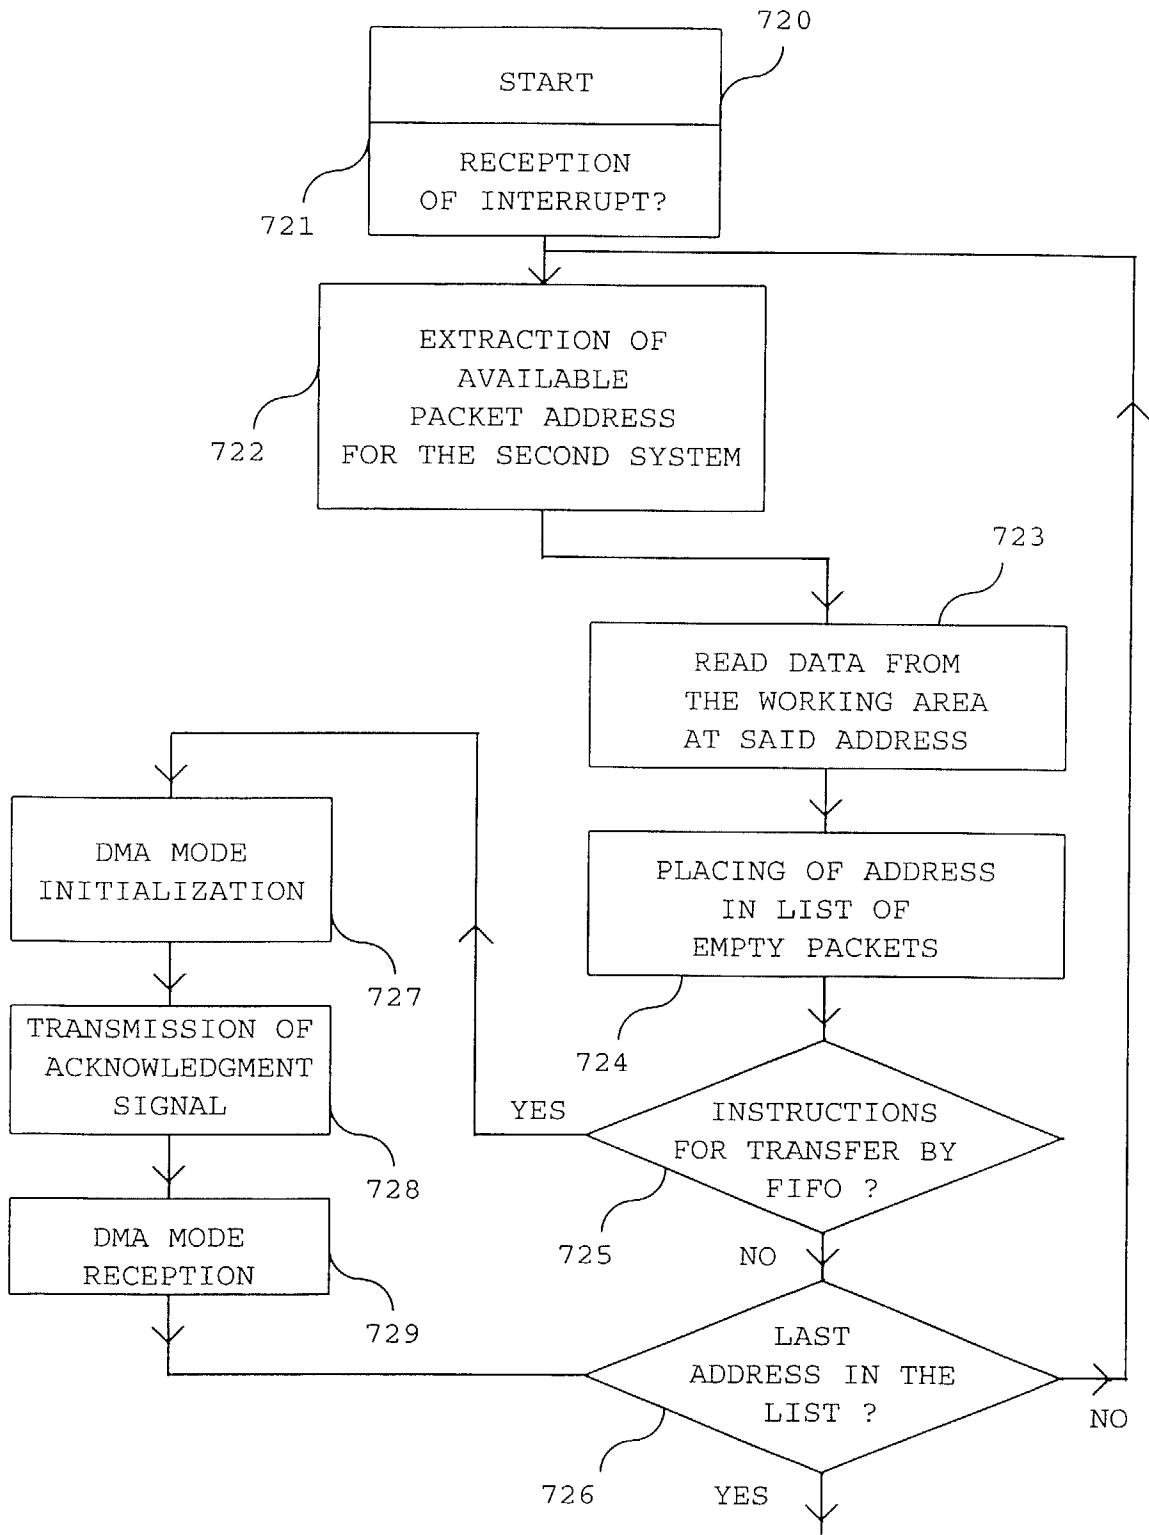 720
START
RECEPTION
OF INTERRUPT?
721
EXTRACTION OF
AVAILABLE
PACKET ADDRESS
FOR THE SECOND SYSTEM
722
723
READ DATA FROM
THE WORKING AREA
AT SAID ADDRESS
DMA MODE
INITIALIZATION
727
PLACING OF ADDRESS
IN LIST OF
EMPTY PACKETS
724
TRANSMISSION OF
ACKNOWLEDGMENT
SIGNAL
728
YES
INSTRUCTIONS
FOR TRANSFER BY
FIFO ?
725
NO
DMA MODE
RECEPTION
729
LAST
ADDRESS IN THE
LIST ?
NO
726
YES